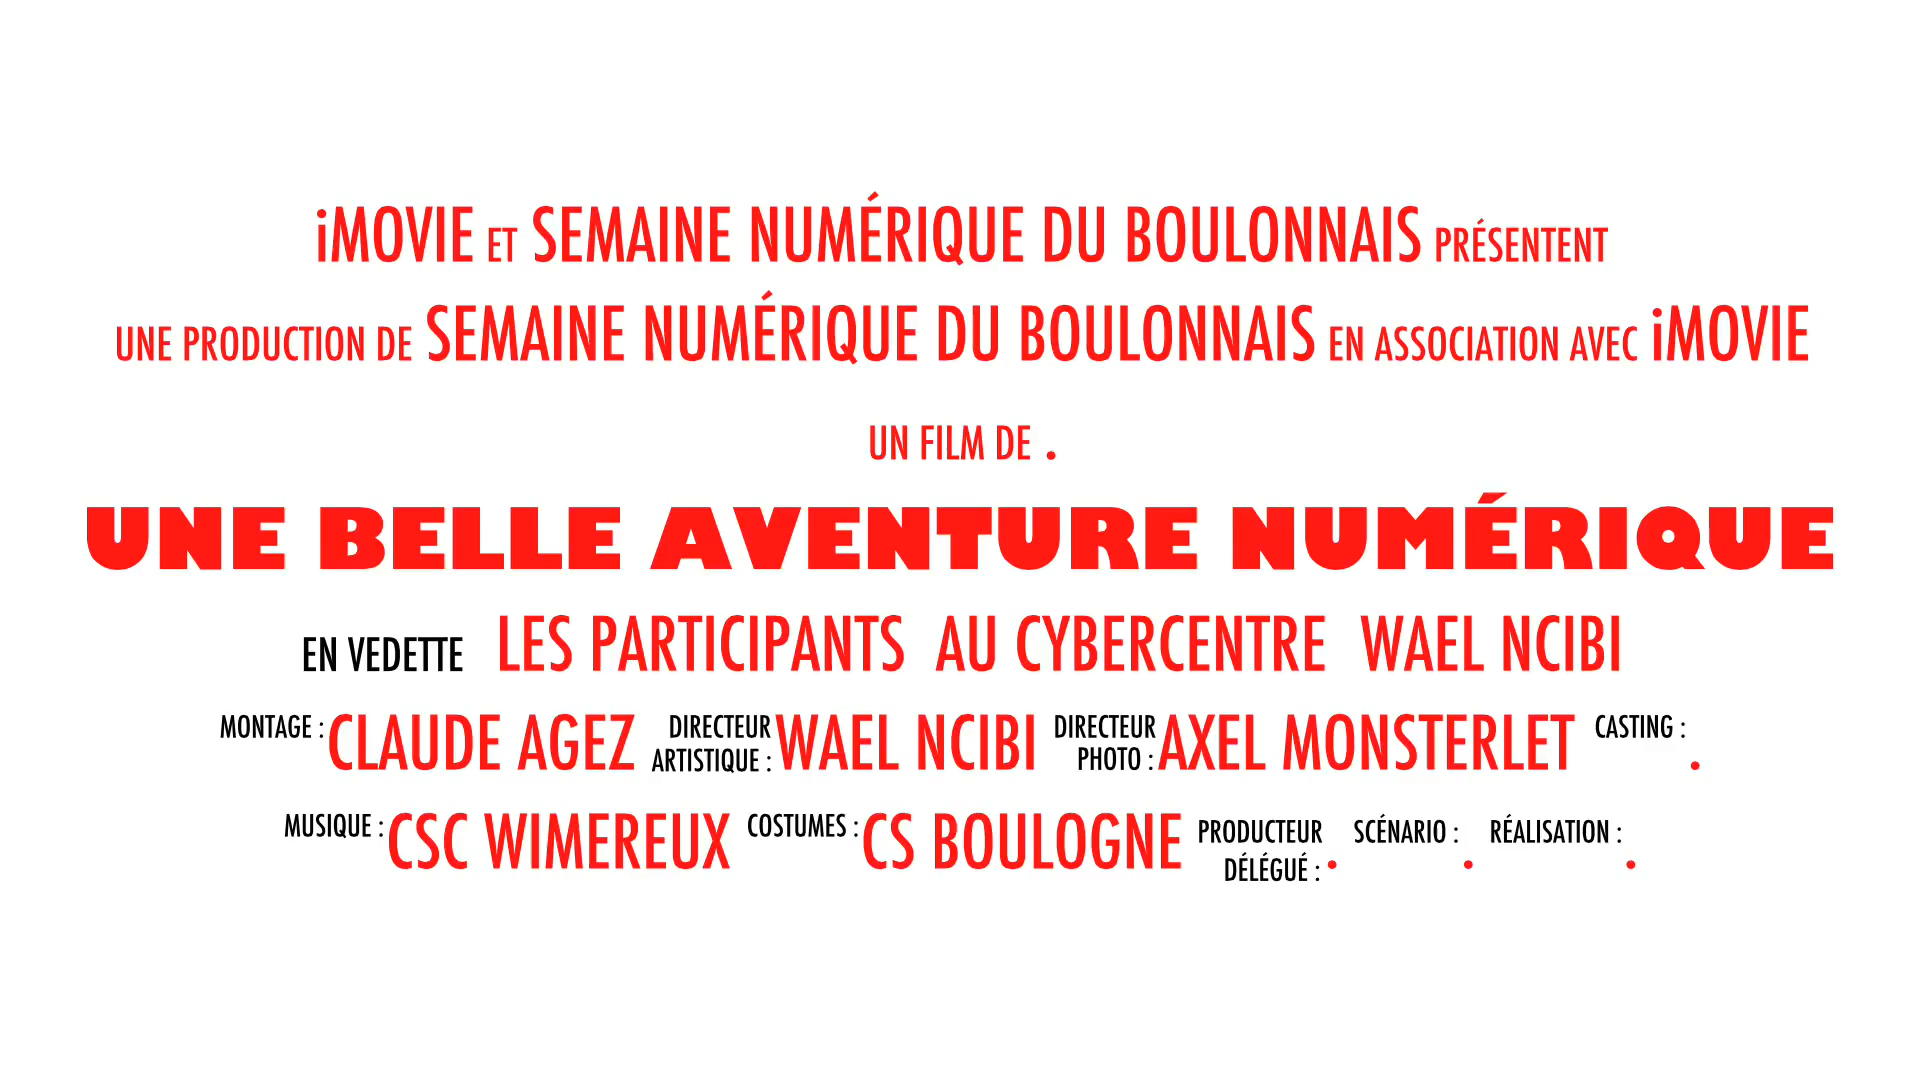 iMOVIE ET SEMAINE NUMÉRIQUE DU BOULONNAIS PRÉSENTENT
UNE PRODUCTION DE SEMAINE NUMÉRIQUE DU BOULONNAIS EN ASSOCIATION AVEC iMOVIE
UN FILM DE .
UNE BELLE AVENTURE NUMÉRIQUE
EN VEDETTE LES PARTICIPANTS AU CYBERCENTRE WAEL NCIBI
MONTAGE : CLAUDE AGEZ DIRECTEUR ARTISTIQUE : WAEL NCIBI DIRECTEUR PHOTO : AXEL MONSTERLET CASTING : .
MUSIQUE : CSC WIMEREUX COSTUMES : CS BOULOGNE PRODUCTEUR DÉLÉGUÉ : . SCÉNARIO : . RÉALISATION : .